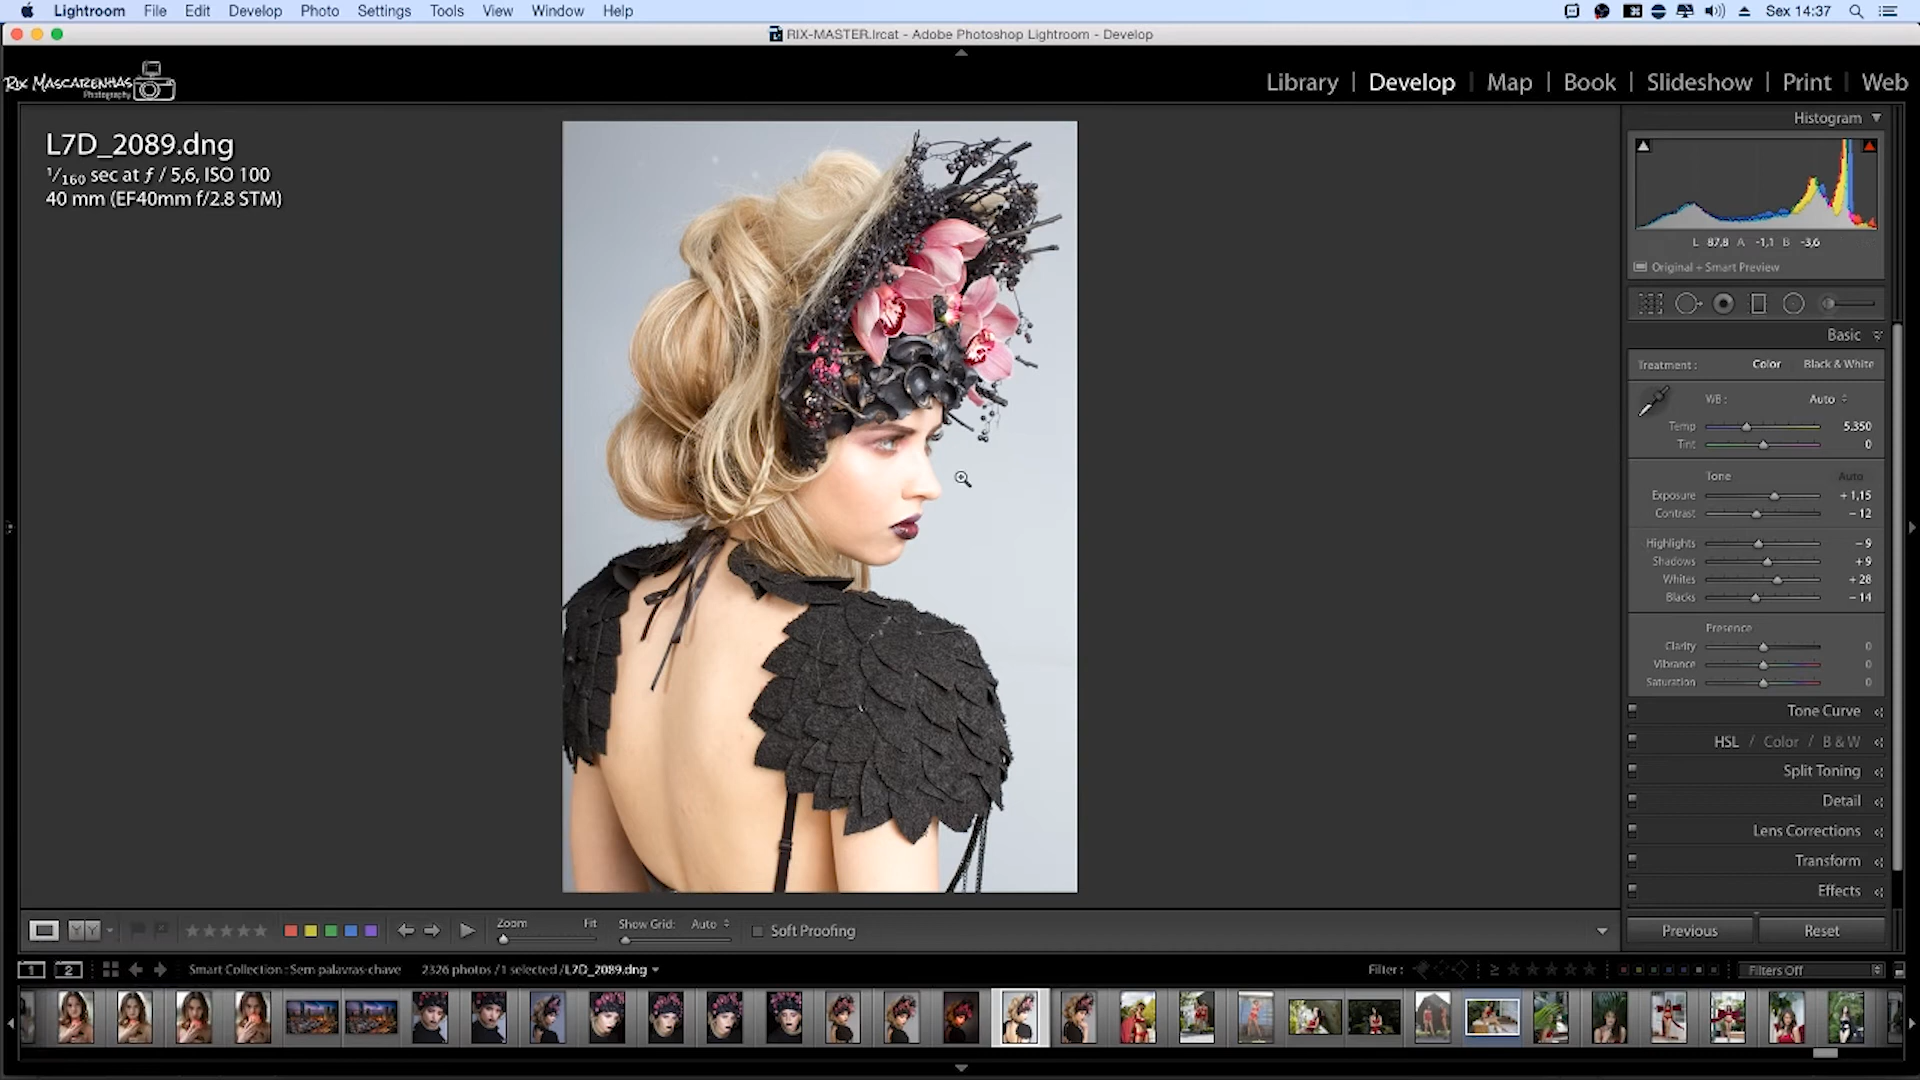 Lightroom File Edit Develop Photo Settings Tools View Window Help Sex 14:37
RIX-MASTER.lrcat - Adobe Photoshop Lightroom - Develop
RIX MASCARENHAS
Photography
Library | Develop | Map | Book | Slideshow | Print | Web
L7D_2089.dng
1/160 sec at ƒ / 5,6, ISO 100
40 mm (EF40mm f/2.8 STM)
Histogram
L 87,8 A -1,1 B -3,6
Original + Smart Preview
Basic
Treatment : Color Black & White
WB : Auto
Temp 5.350
Tint 0
Tone Auto
Exposure + 1,15
Contrast − 12
Highlights − 9
Shadows + 9
Whites + 28
Blacks − 14
Presence
Clarity 0
Vibrance 0
Saturation 0
Tone Curve
HSL / Color / B & W
Split Toning
Detail
Lens Corrections
Transform
Effects
Previous Reset
YY Zoom Fit Show Grid: Auto Soft Proofing
1 2 Smart Collection : Sem palavras-chave 2326 photos /1 selected /L7D_2089.dng Filter : ≥ Filters Off